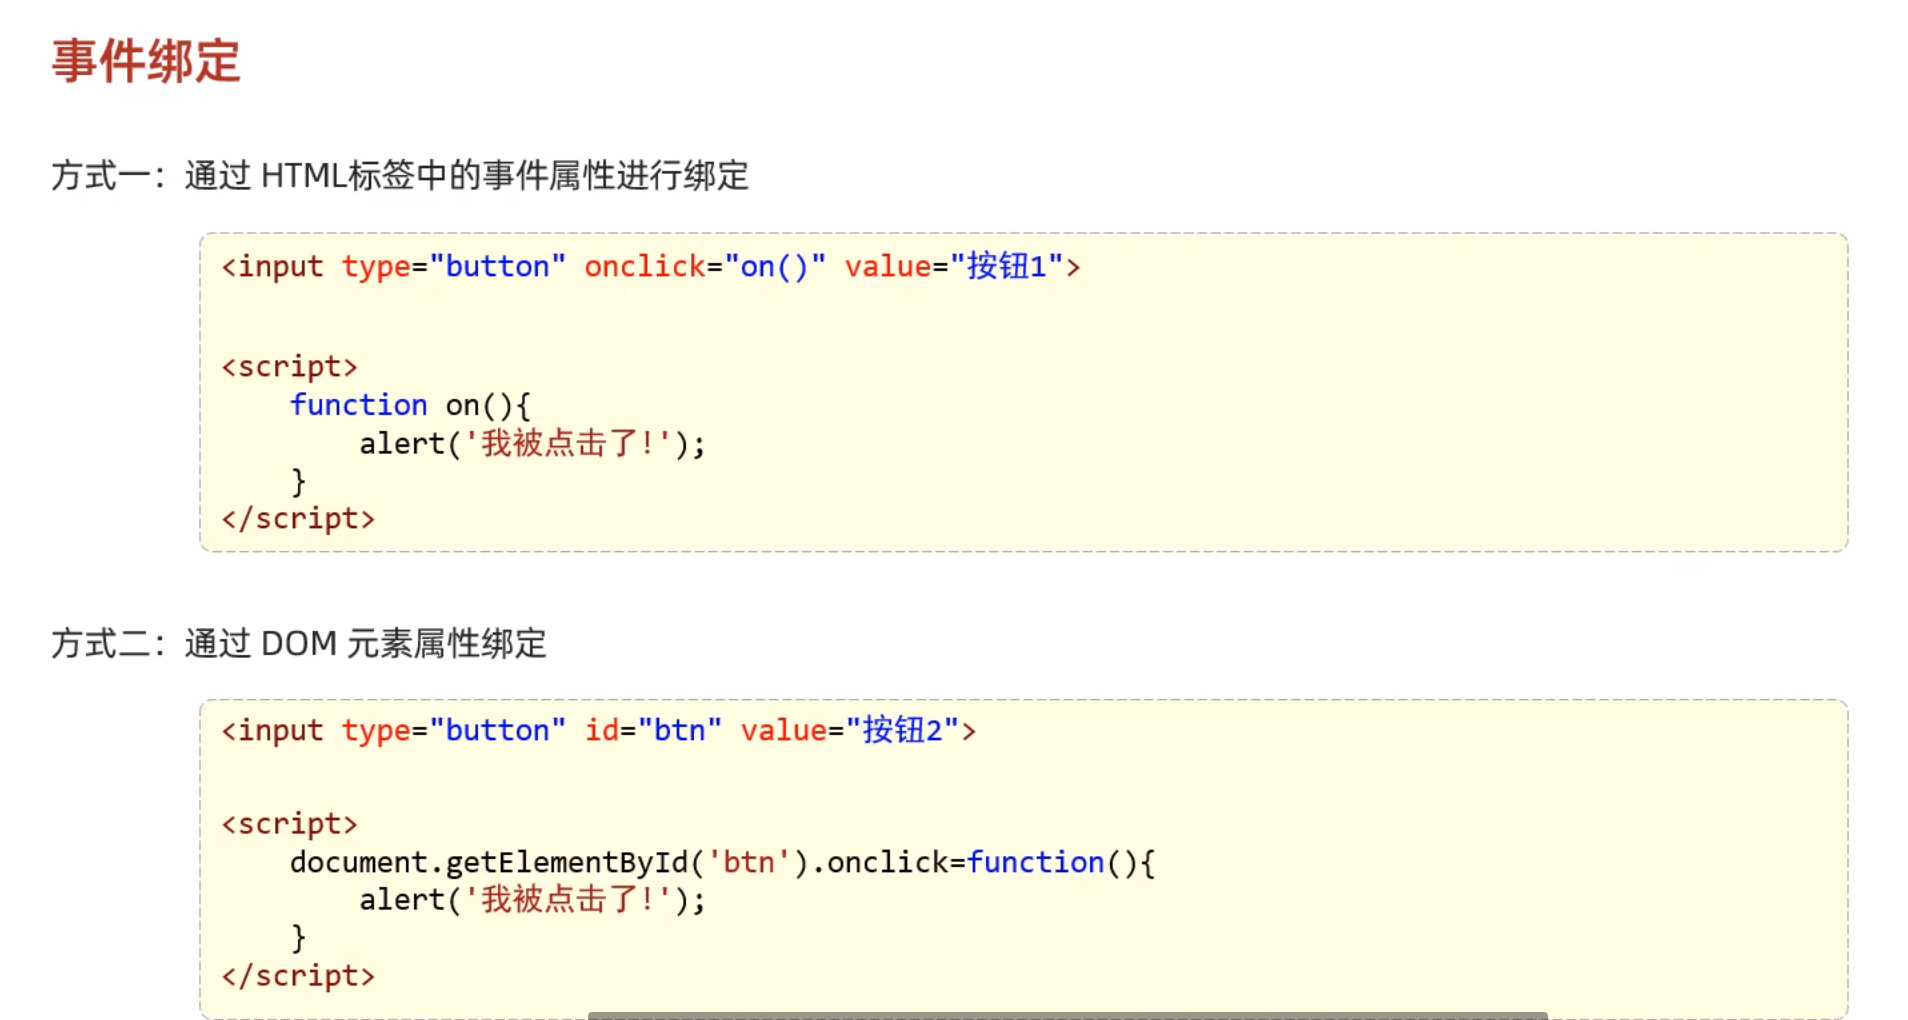 事件绑定
方式一：通过 HTML标签中的事件属性进行绑定
<input type="button" onclick="on()" value="按钮1">
<script>
    function on(){
        alert('我被点击了!');
    }
</script>
方式二：通过 DOM 元素属性绑定
<input type="button" id="btn" value="按钮2">
<script>
    document.getElementById('btn').onclick=function(){
        alert('我被点击了!');
    }
</script>